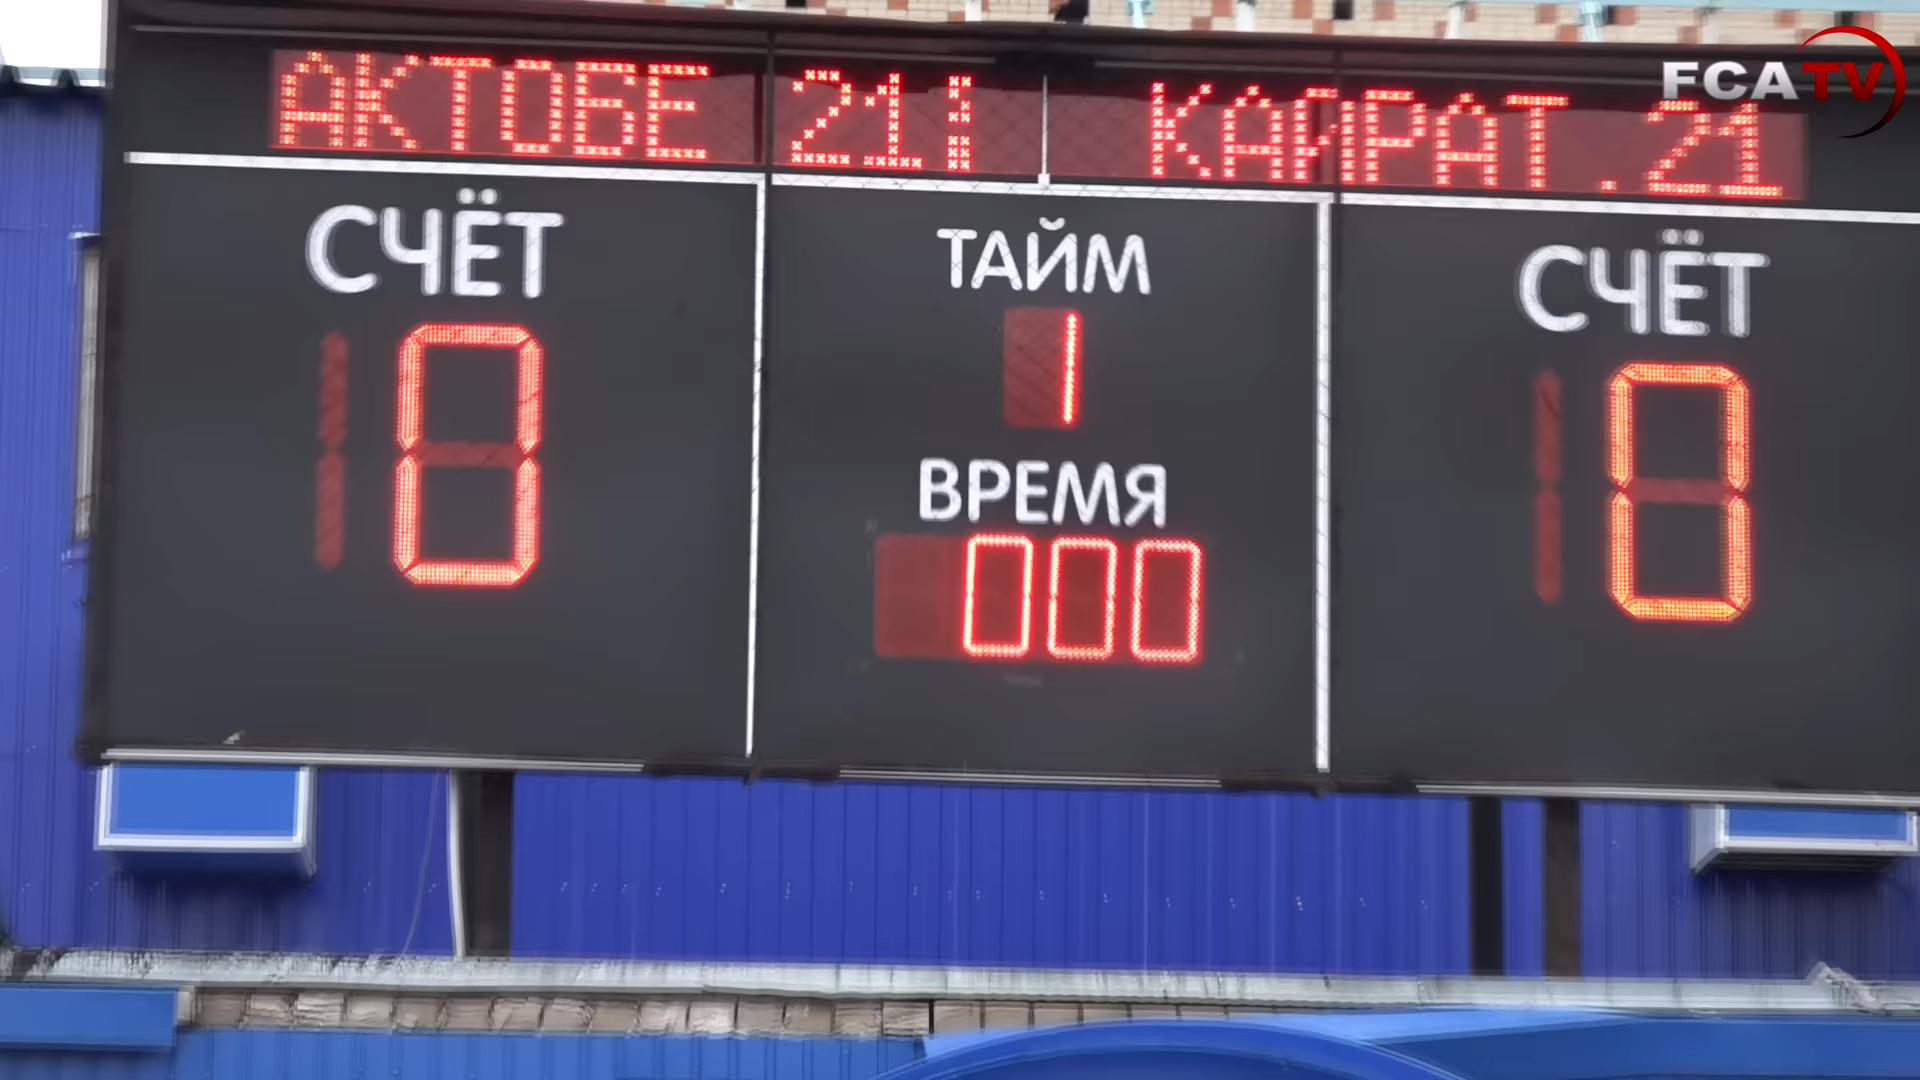 FCATV
АКТОБЕ 21| КАЙРАТ.21
СЧЁТ ТАЙМ СЧЁТ
0 1 0
ВРЕМЯ
000